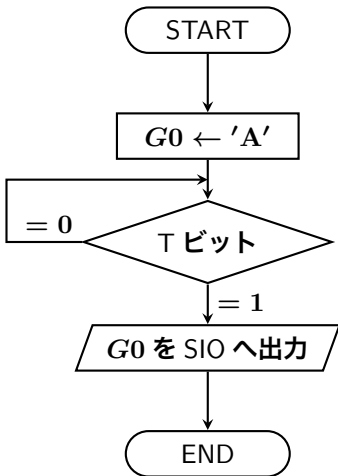 START
G0 ← 'A'
= 0
T ビット
= 1
G0 を SIO へ出力
END